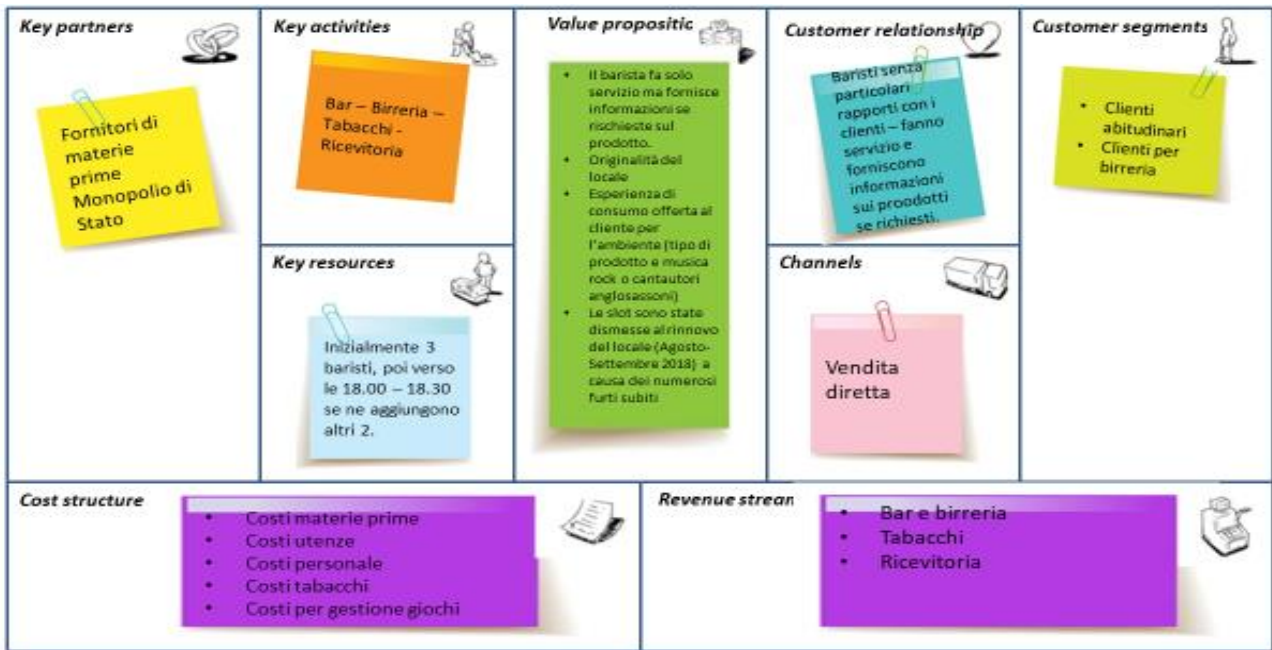 Key partners
Fornitori di
materie
prime
Monopolio di
Stato
Key activities
Bar – Birreria –
Tabacchi -
Ricevitoria
Key resources
Inizialmente 3
baristi, poi verso
le 18.00 – 18.30
se ne aggiungono
altri 2.
Value propositic
• Il barista fa solo
servizio ma fornisce
informazioni se
rischieste sul
prodotto.
• Originalità del
locale
• Esperienza di
consumo offerta al
cliente per
l'ambiente (tipo di
prodotto e musica
rock o cantautori
anglosassoni)
• Le slot sono state
dismesse al rinnovo
del locale (Agosto-
Settembre 2018) a
causa dei numerosi
furti subiti
Customer relationship
Baristi senza
particolari
rapporti con i
clienti – fanno
servizio e
forniscono
informazioni
sui proodotti
se richiesti.
Channels
Vendita
diretta
Customer segments
• Clienti
abitudinari
• Clienti per
birreria
Cost structure
• Costi materie prime
• Costi utenze
• Costi personale
• Costi tabacchi
• Costi per gestione giochi
Revenue strean
• Bar e birreria
• Tabacchi
• Ricevitoria